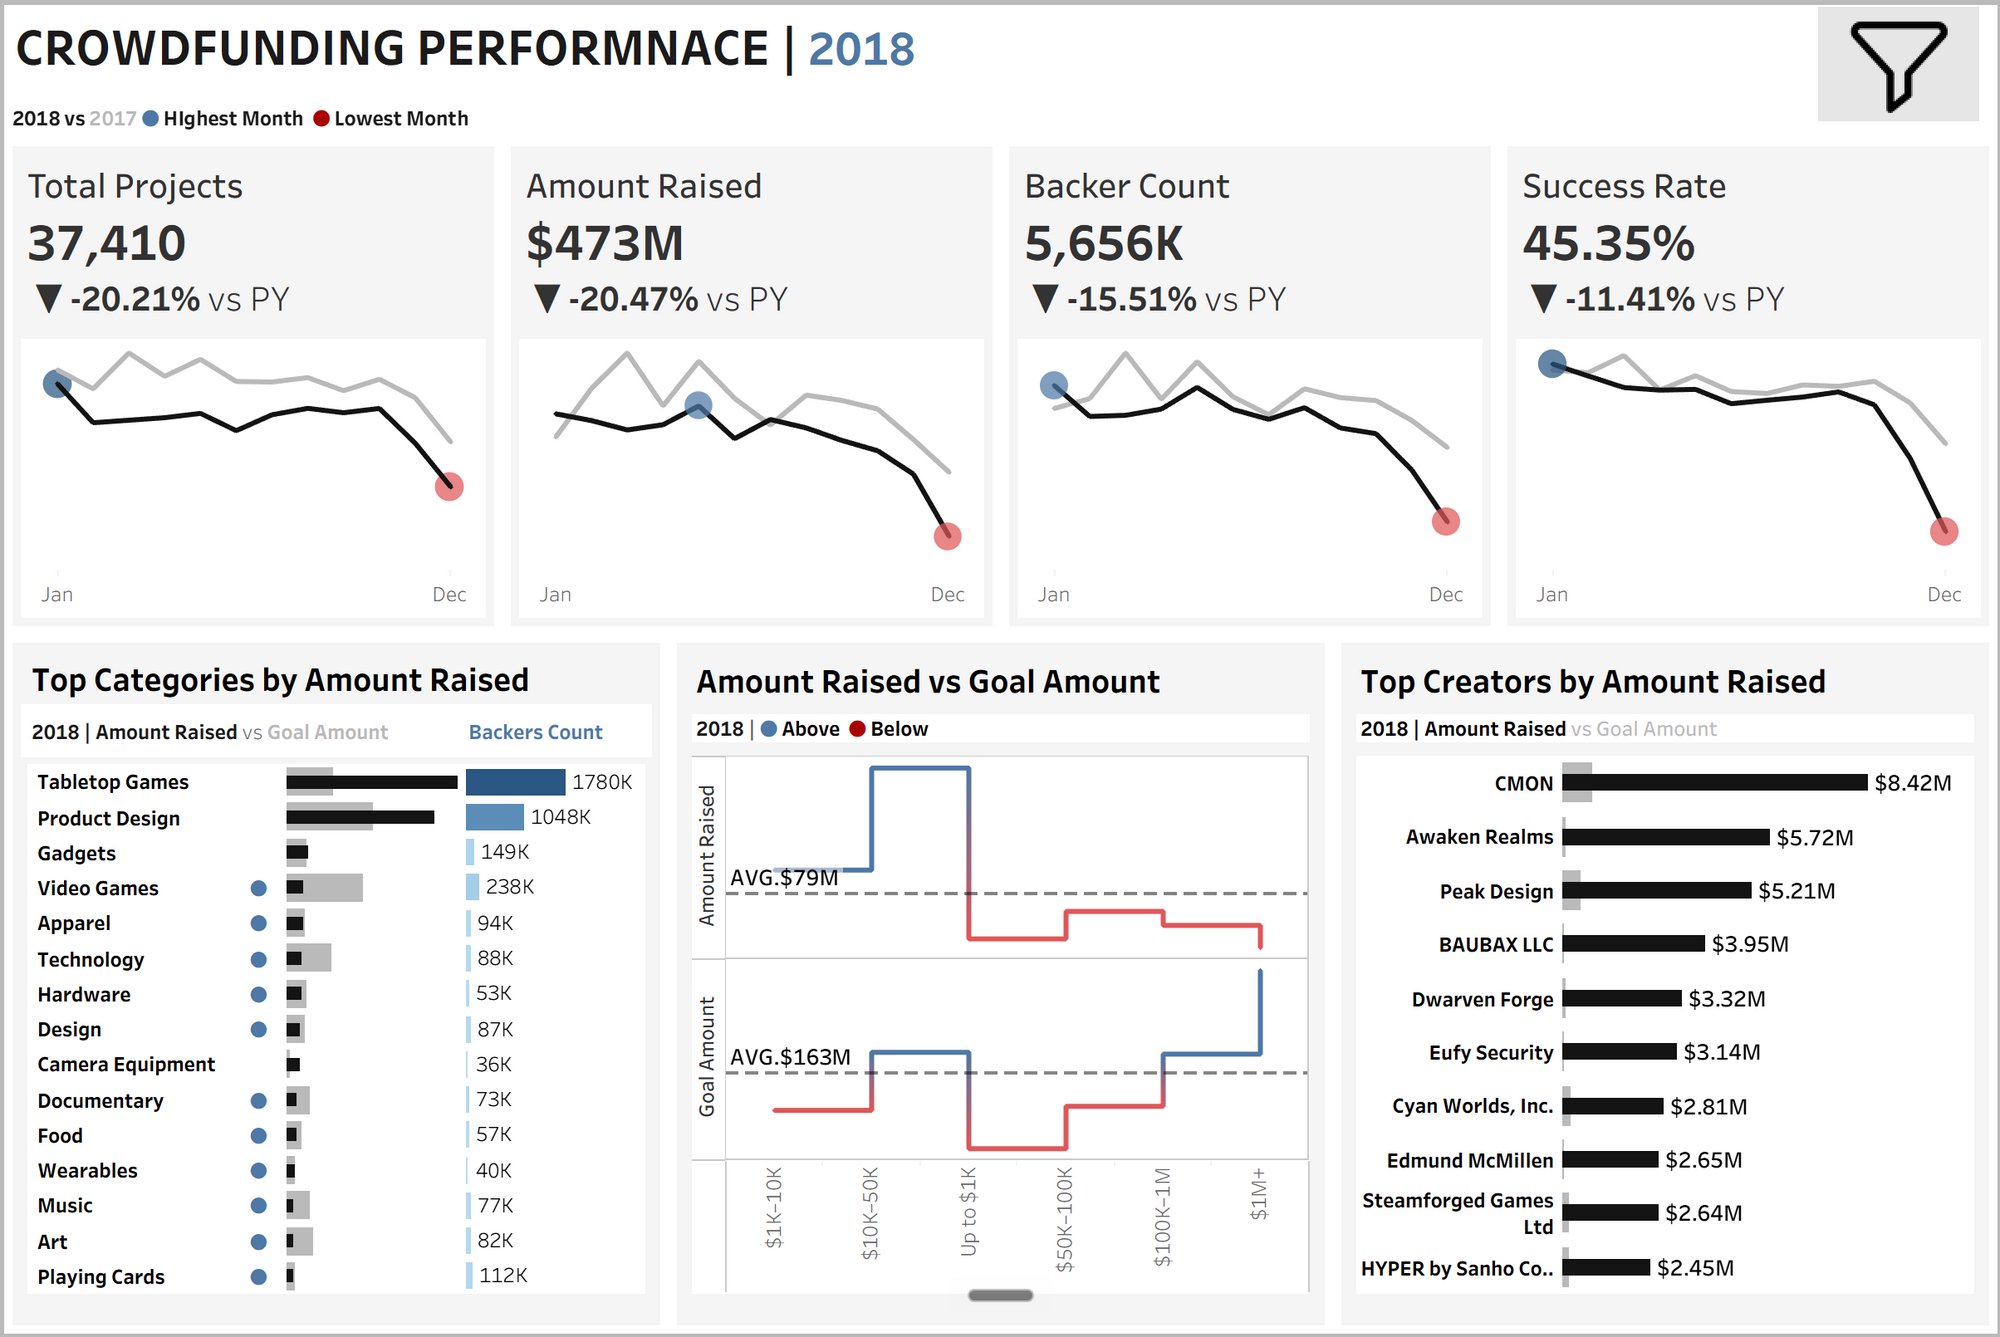 CROWDFUNDING PERFORMNACE | 2018
2018 vs 2017 HIghest Month Lowest Month
Total Projects
37,410
▼ -20.21% vs PY
Jan Dec
Amount Raised
$473M
▼ -20.47% vs PY
Jan Dec
Backer Count
5,656K
▼ -15.51% vs PY
Jan Dec
Success Rate
45.35%
▼ -11.41% vs PY
Jan Dec
Top Categories by Amount Raised
2018 | Amount Raised vs Goal Amount Backers Count
Tabletop Games 1780K
Product Design 1048K
Gadgets 149K
Video Games 238K
Apparel 94K
Technology 88K
Hardware 53K
Design 87K
Camera Equipment 36K
Documentary 73K
Food 57K
Wearables 40K
Music 77K
Art 82K
Playing Cards 112K
Amount Raised vs Goal Amount
2018 | Above Below
Amount Raised
AVG.$79M
Goal Amount
AVG.$163M
$1K–10K
$10K–50K
Up to $1K
$50K–100K
$100K–1M
$1M+
Top Creators by Amount Raised
2018 | Amount Raised vs Goal Amount
CMON $8.42M
Awaken Realms $5.72M
Peak Design $5.21M
BAUBAX LLC $3.95M
Dwarven Forge $3.32M
Eufy Security $3.14M
Cyan Worlds, Inc. $2.81M
Edmund McMillen $2.65M
Steamforged Games
Ltd $2.64M
HYPER by Sanho Co.. $2.45M